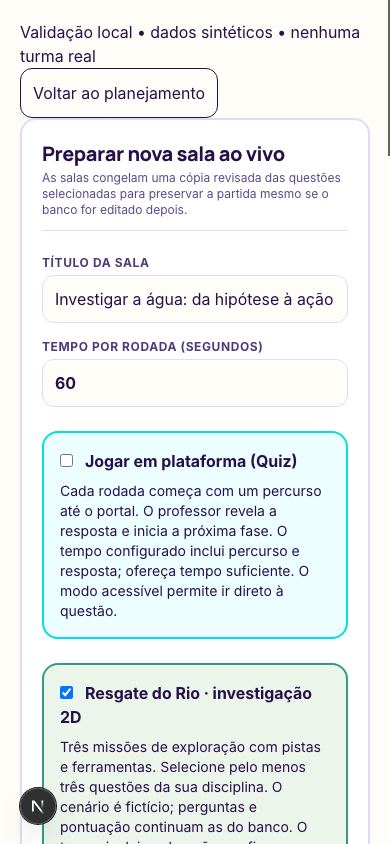 Validação local • dados sintéticos • nenhuma
turma real
Voltar ao planejamento
Preparar nova sala ao vivo
As salas congelam uma cópia revisada das questões
selecionadas para preservar a partida mesmo se o
banco for editado depois.
TÍTULO DA SALA
Investigar a água: da hipótese à ação
TEMPO POR RODADA (SEGUNDOS)
60
Jogar em plataforma (Quiz)
Cada rodada começa com um percurso
até o portal. O professor revela a
resposta e inicia a próxima fase. O
tempo configurado inclui percurso e
resposta; ofereça tempo suficiente. O
modo acessível permite ir direto à
questão.
Resgate do Rio · investigação
2D
Três missões de exploração com pistas
e ferramentas. Selecione pelo menos
três questões da sua disciplina. O
cenário é fictício; perguntas e
pontuação continuam as do banco. O
N